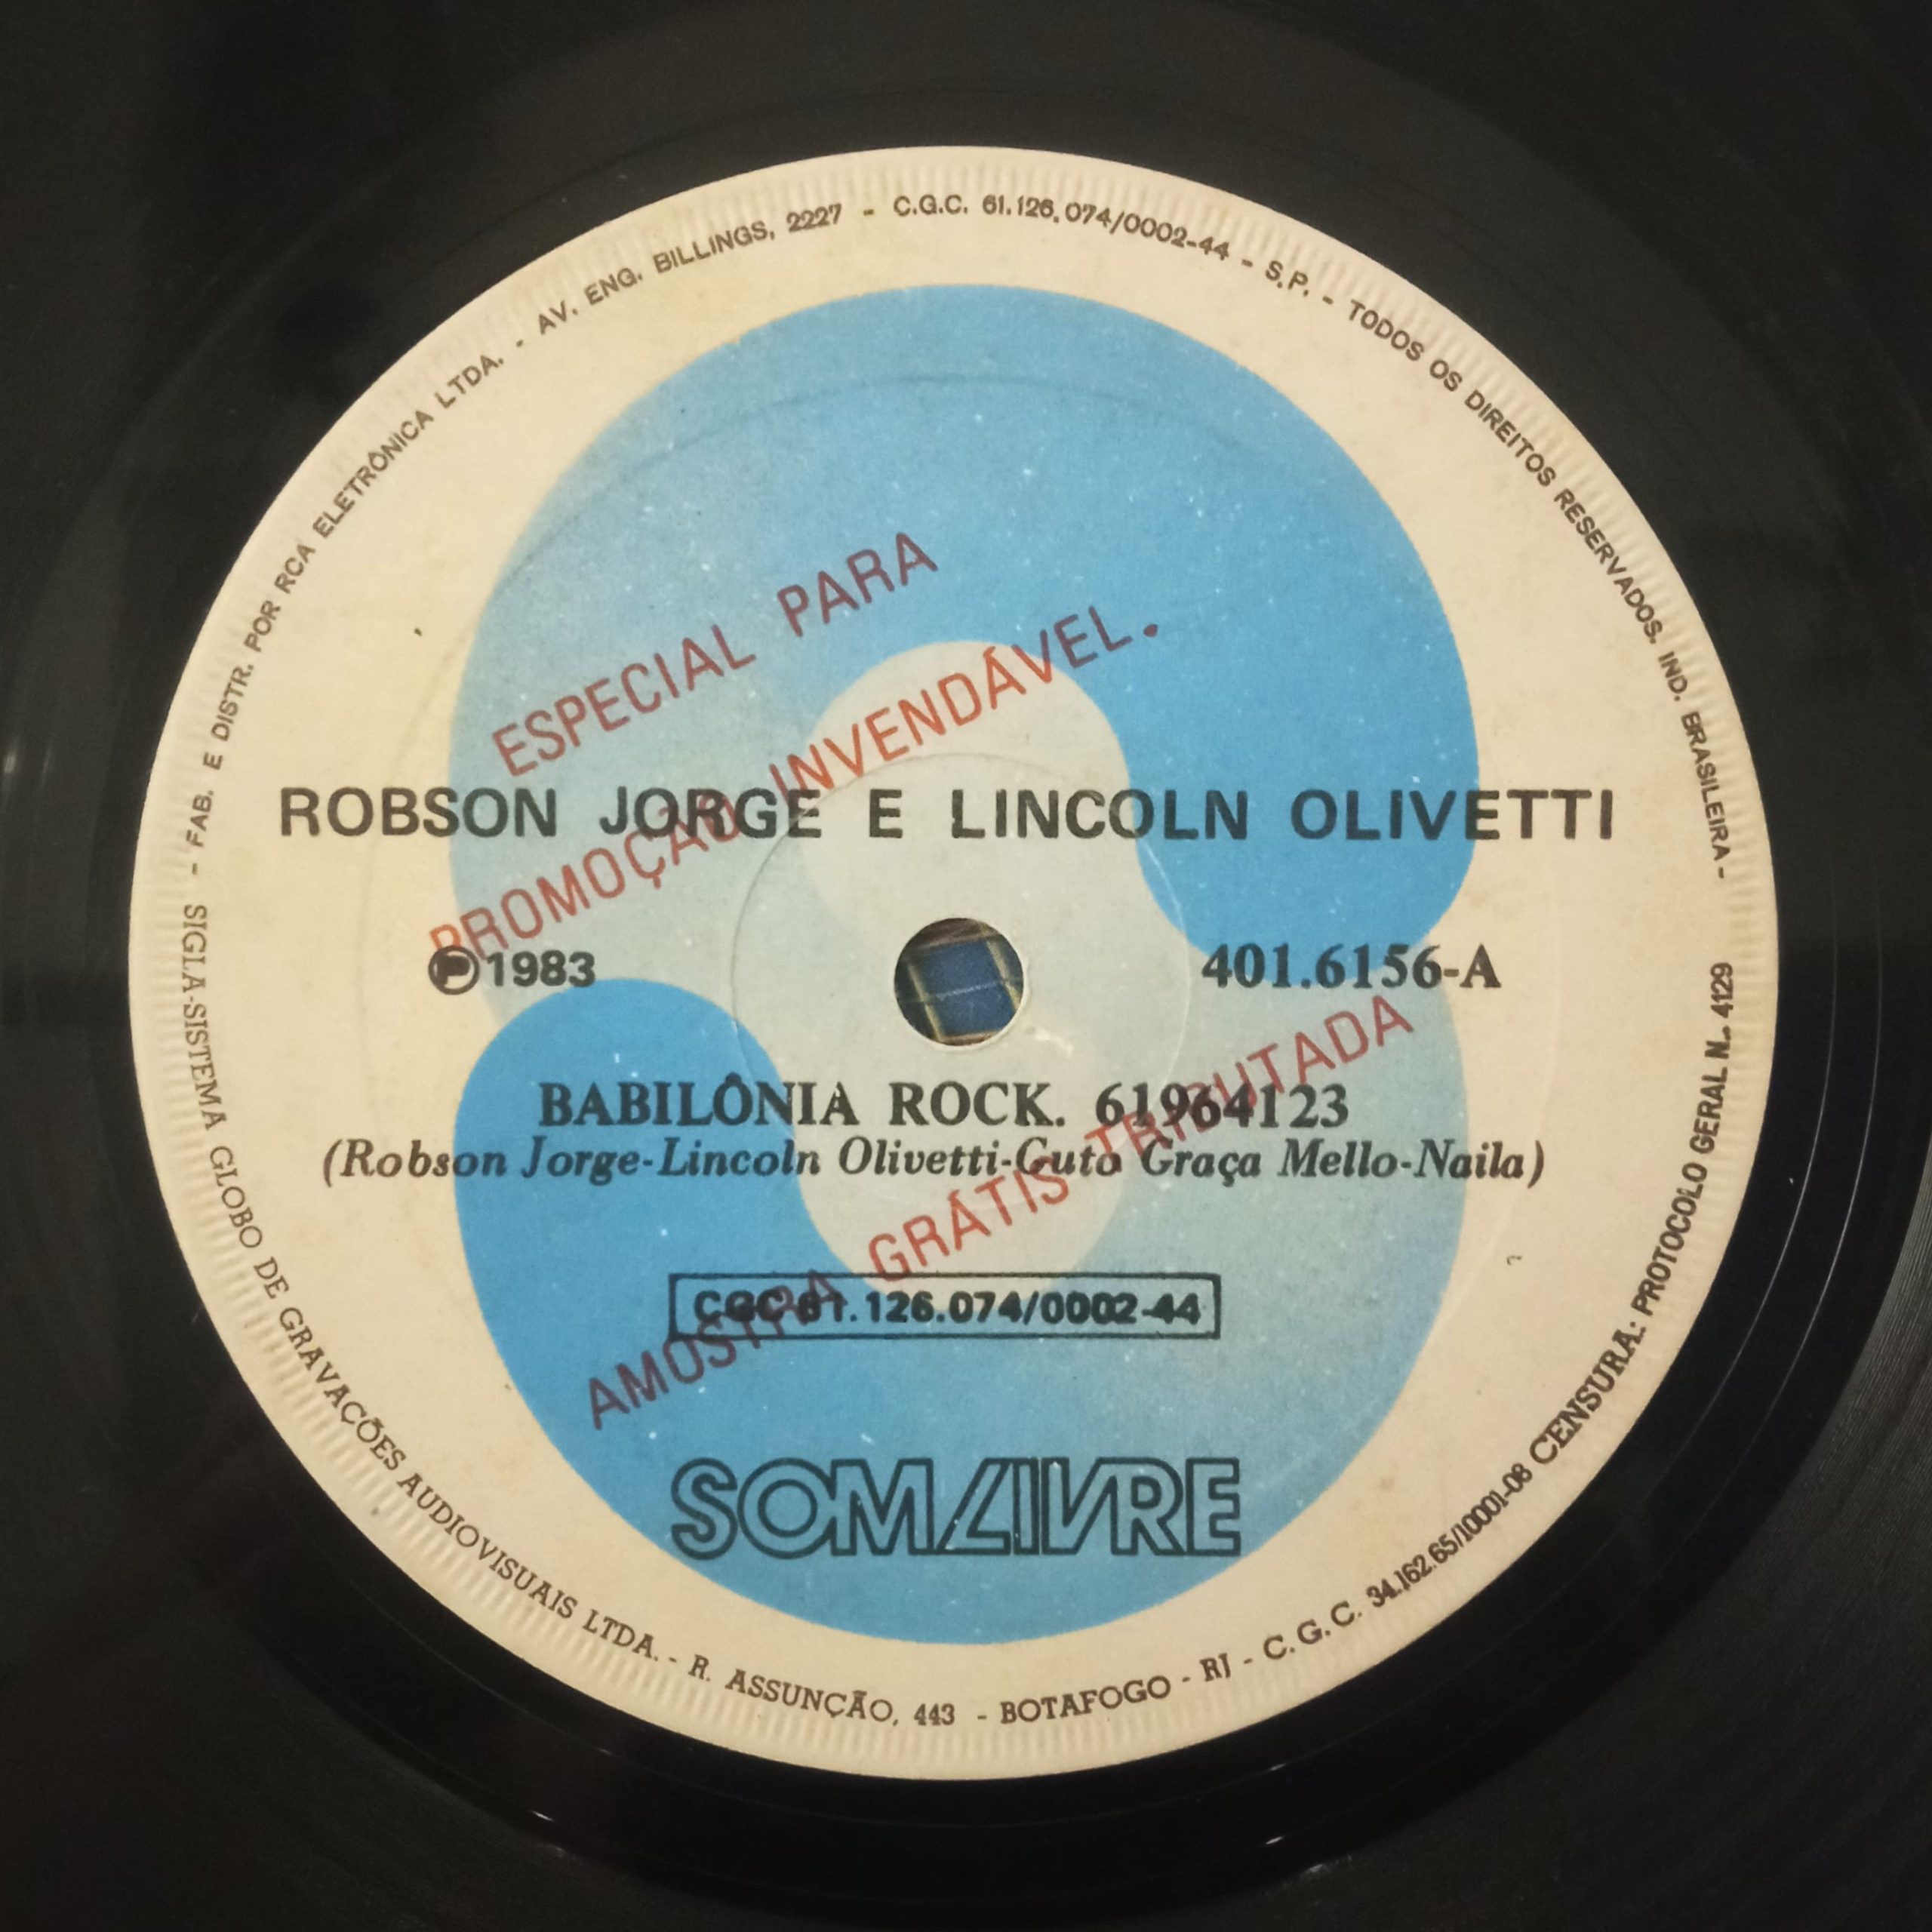 SIGLA-SISTEMA GLOBO DE GRAVAÇÕES AUDIOVISUAIS LTDA. - R. ASSUNÇÃO, 443 - BOTAFOGO - RJ - C.G.C. 34.162.65/10001-08 CENSURA: PROTOCOLO GERAL N. 4129
- FAB. E DISTR. POR RCA ELETRÔNICA LTDA. - AV. ENG. BILLINGS, 2227 - C.G.C. 61.126.074/0002-44 - S.P. - TODOS OS DIREITOS RESERVADOS. IND. BRASILEIRA -
ESPECIAL PARA
PROMOÇÃO INVENDÁVEL.
ROBSON JORGE E LINCOLN OLIVETTI
℗1983
401.6156-A
BABILÔNIA ROCK. 61964123
(Robson Jorge-Lincoln Olivetti-Guto Graça Mello-Naila)
AMOSTRA GRÁTIS TRIBUTADA
CGC 61.126.074/0002-44
SOM LIVRE